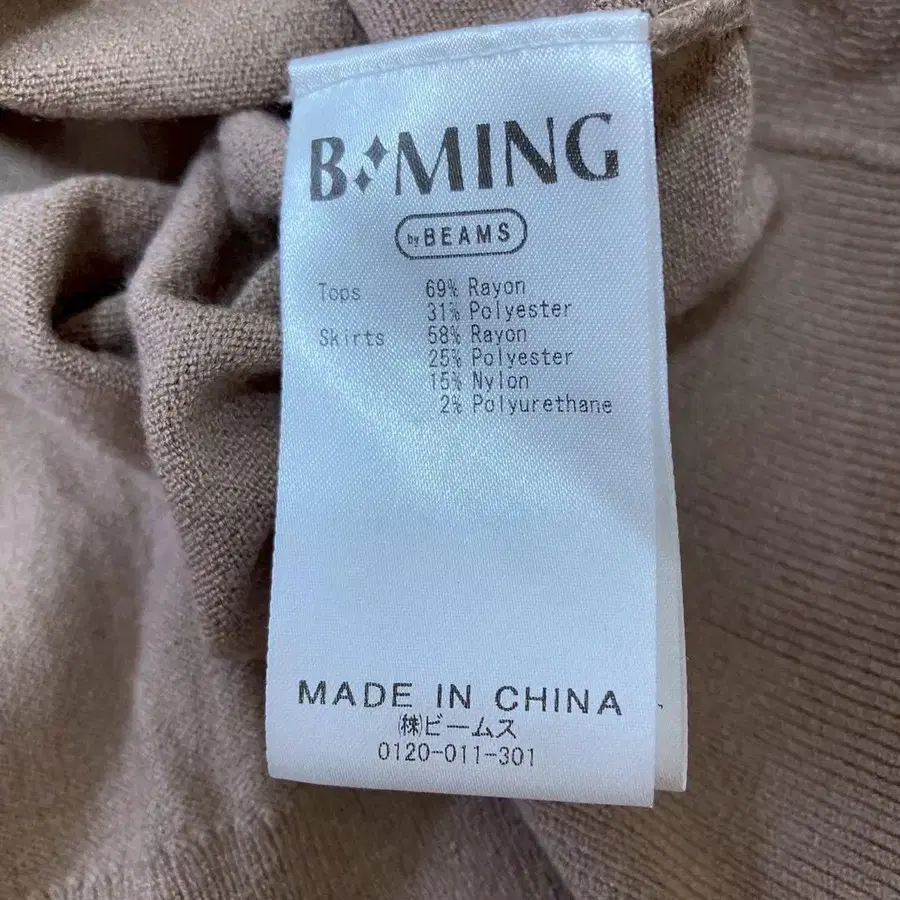 B:MING
by BEAMS
Tops 69% Rayon
31% Polyester
Skirts 58% Rayon
25% Polyester
15% Nylon
2% Polyurethane
MADE IN CHINA
㈱ビームス
0120-011-301